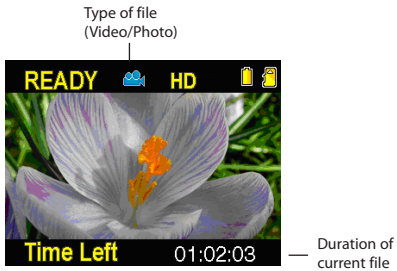 Type of file
(Video/Photo)
READY HD
Time Left 01:02:03
Duration of
current file